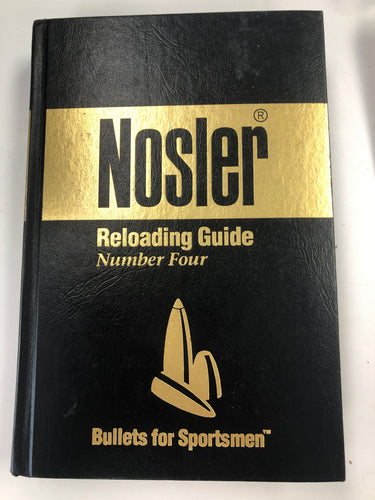 Nosler®
Reloading Guide
Number Four
Bullets for Sportsmen™